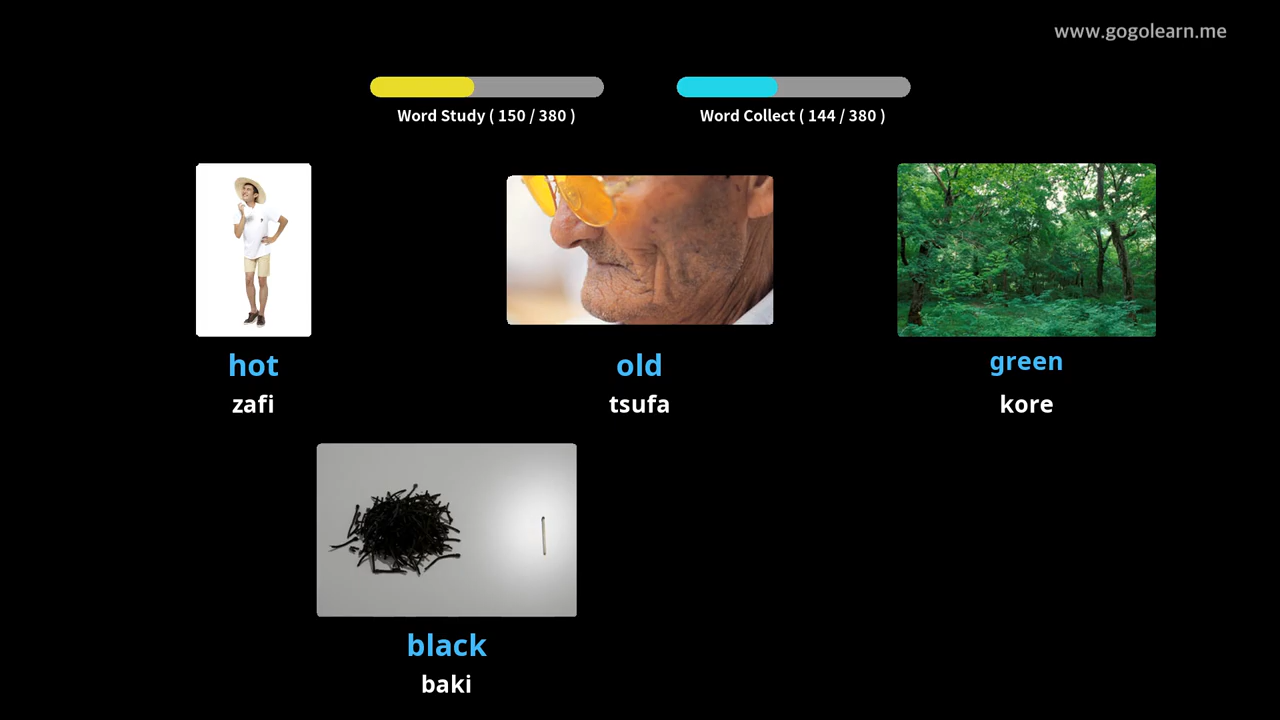 www.gogolearn.me
Word Study ( 150 / 380 )
Word Collect ( 144 / 380 )
hot
zafi
old
tsufa
green
kore
black
baki